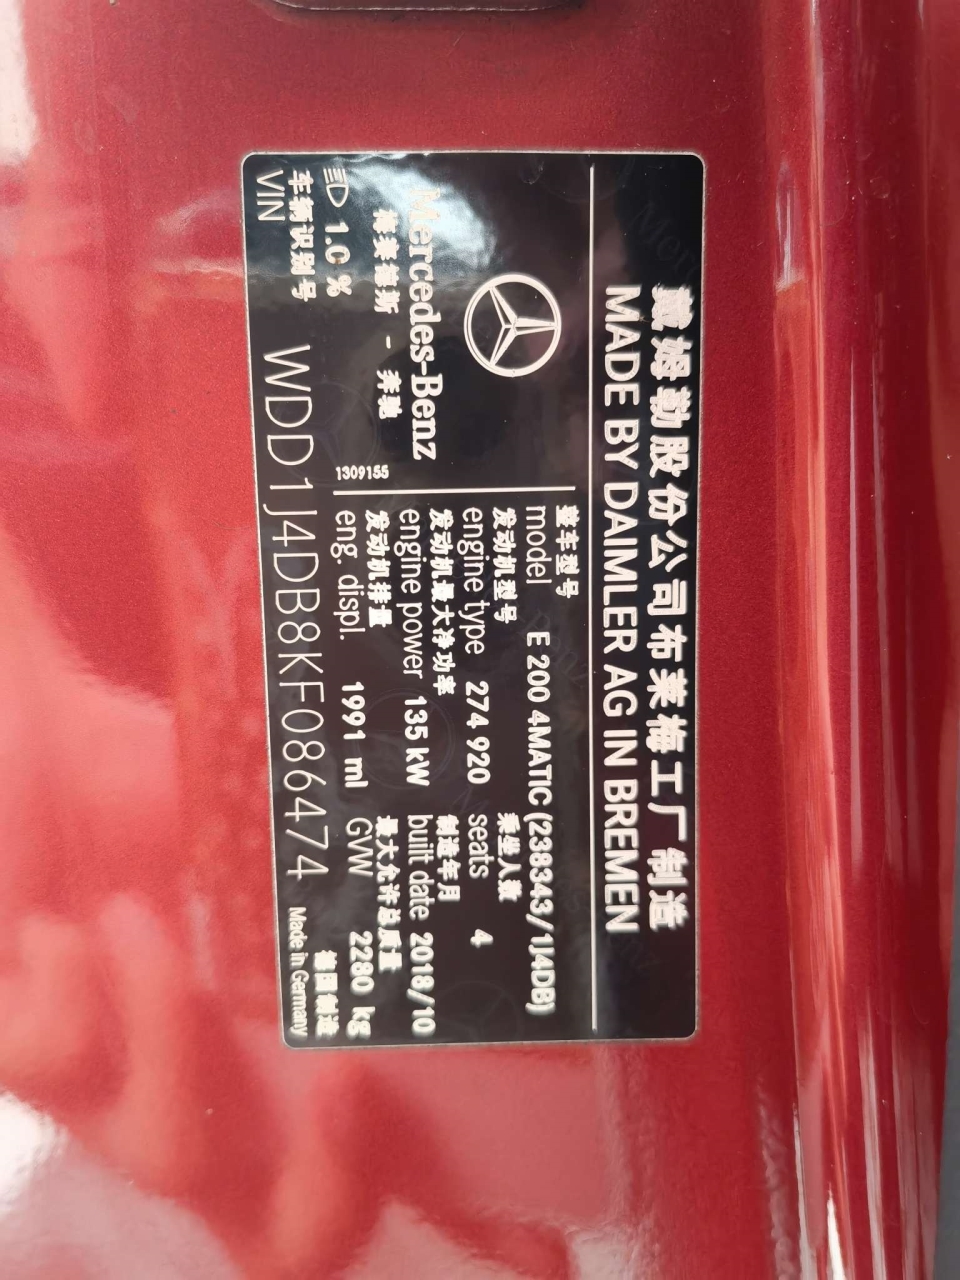 戴姆勒股份公司布莱梅工厂制造
MADE BY DAIMLER AG IN BREMEN
Mercedes-Benz
梅赛德斯 - 奔驰
1309155
整车型号
model E 200 4MATIC (238343/1J4DB)
发动机型号 乘坐人数
engine type 274 920 seats 4
发动机最大净功率 制造年月
engine power 135 kW built date 2018/10
发动机排量 最大允许总质量
eng. displ. 1991 ml GVW 2280 kg
1.0 %
车辆识别号 德国制造
VIN WDD1J4DB8KF086474 Made in Germany